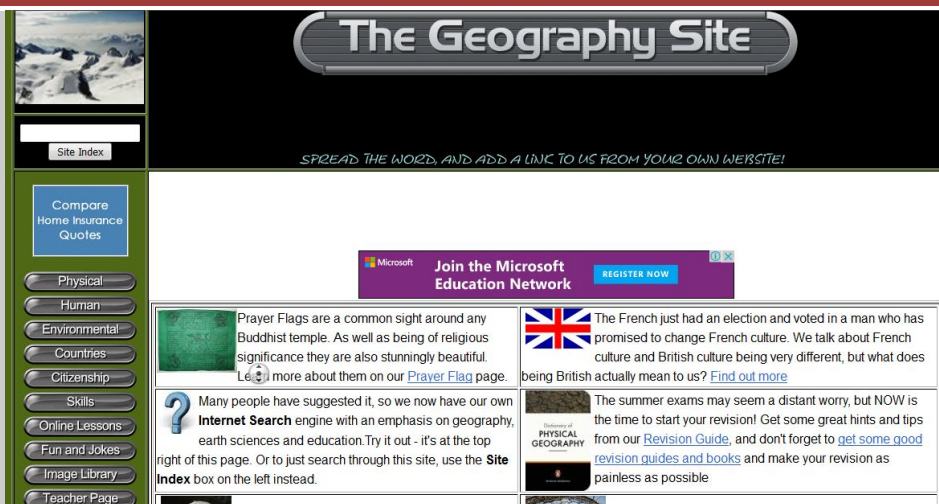 The Geography Site
Site Index
SPREAD THE WORD, AND ADD A LINK TO US FROM YOUR OWN WEBSITE!
Compare
Home Insurance
Quotes
Microsoft
Join the Microsoft
Education Network
REGISTER NOW
Physical
Human
Environmental
Countries
Citizenship
Skills
Online Lessons
Fun and Jokes
Image Library
Teacher Page
Prayer Flags are a common sight around any
Buddhist temple. As well as being of religious
significance they are also stunningly beautiful.
more about them on our Prayer Flag page.
The French just had an election and voted in a man who has
promised to change French culture. We talk about French
culture and British culture being very different, but what does
being British actually mean to us? Find out more
Many people have suggested it, so we now have our own
Internet Search engine with an emphasis on geography,
earth sciences and education.Try it out - it's at the top
right of this page. Or to just search through this site, use the Site
Index box on the left instead.
Dictionary of
PHYSICAL
GEOGRAPHY
The summer exams may seem a distant worry, but NOW is
the time to start your revision! Get some great hints and tips
from our Revision Guide, and don't forget to get some good
revision guides and books and make your revision as
painless as possible